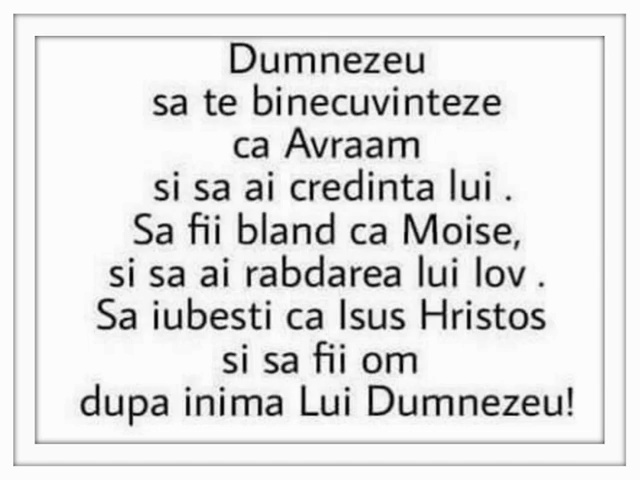 Dumnezeu
sa te binecuvinteze
ca Avraam
si sa ai credinta lui .
Sa fii bland ca Moise,
si sa ai rabdarea lui Iov .
Sa iubesti ca Isus Hristos
si sa fii om
dupa inima Lui Dumnezeu!